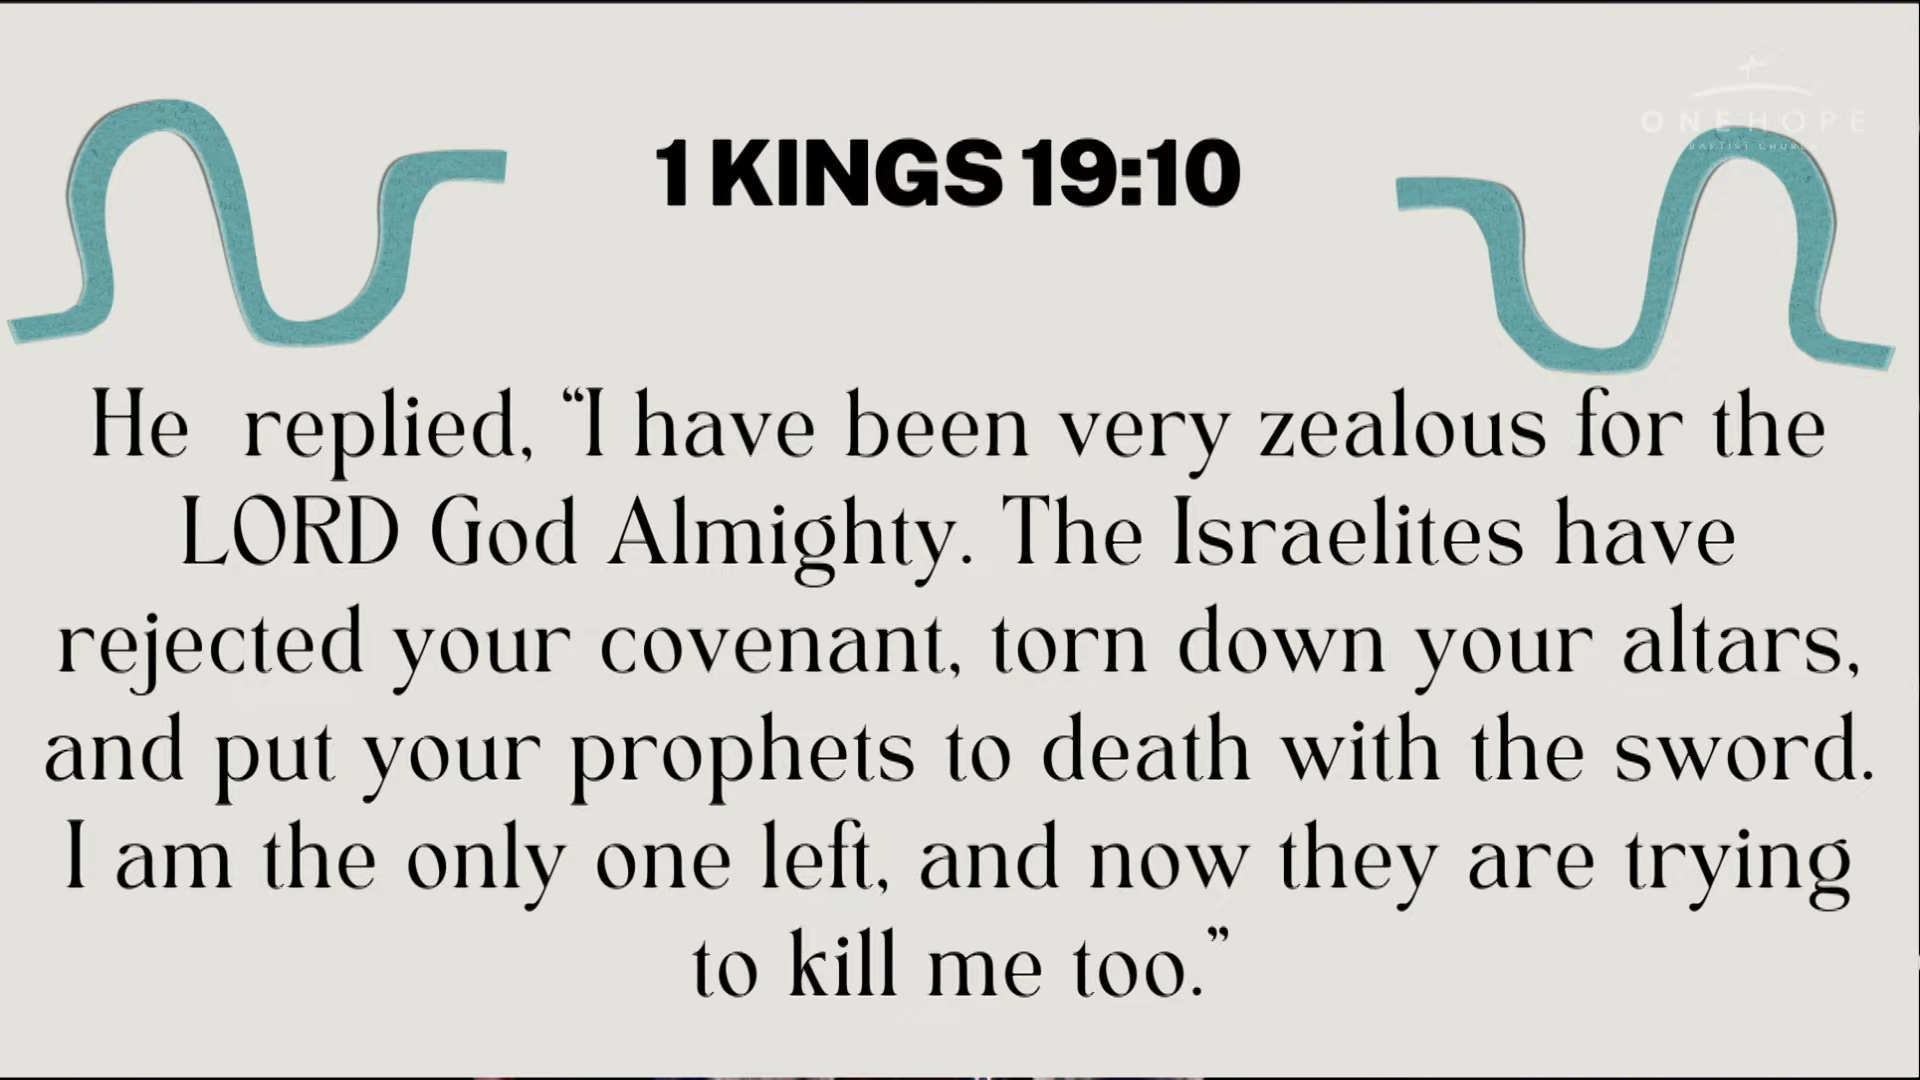 ONEHOPE
BAPTIST CHURCH
1 KINGS 19:10
He replied, “I have been very zealous for the
LORD God Almighty. The Israelites have
rejected your covenant, torn down your altars,
and put your prophets to death with the sword.
I am the only one left, and now they are trying
to kill me too.”